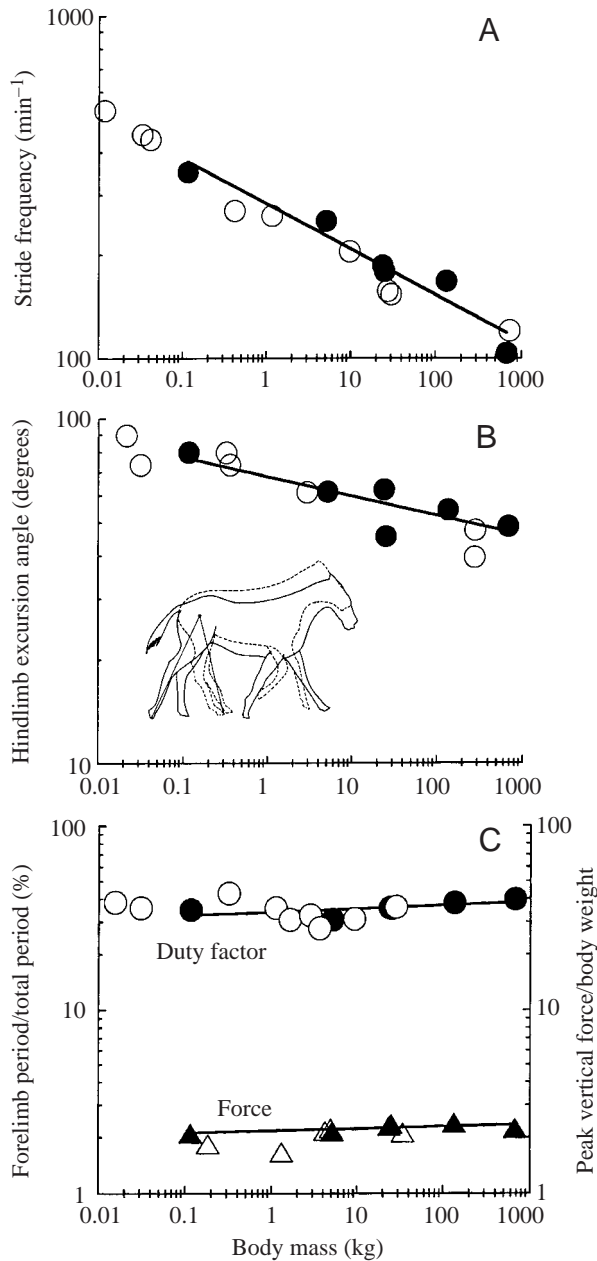 A
1000
Stride frequency (min⁻¹)
100
0.01 0.1 1 10 100 1000
B
100
Hindlimb excursion angle (degrees)
10
0.01 0.1 1 10 100 1000
C
100 100
Forelimb period/total period (%)
Peak vertical force/body weight
Duty factor
10 10
Force
1 1
0.01 0.1 1 10 100 1000
Body mass (kg)